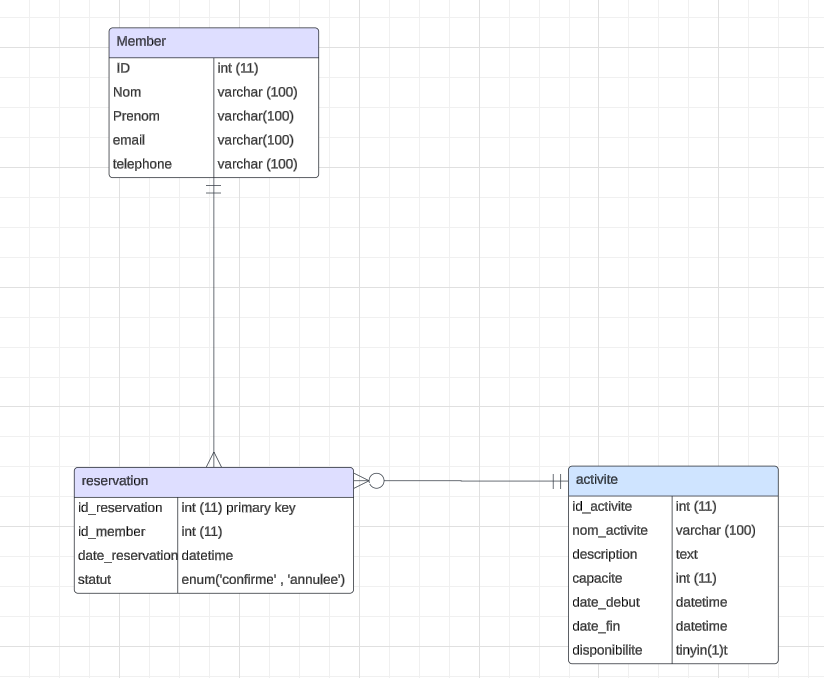 Member
ID int (11)
Nom varchar (100)
Prenom varchar(100)
email varchar(100)
telephone varchar (100)
reservation
id_reservation int (11) primary key
id_member int (11)
date_reservation datetime
statut enum('confirme' , 'annulee')
activite
id_activite int (11)
nom_activite varchar (100)
description text
capacite int (11)
date_debut datetime
date_fin datetime
disponibilite tinyin(1)t